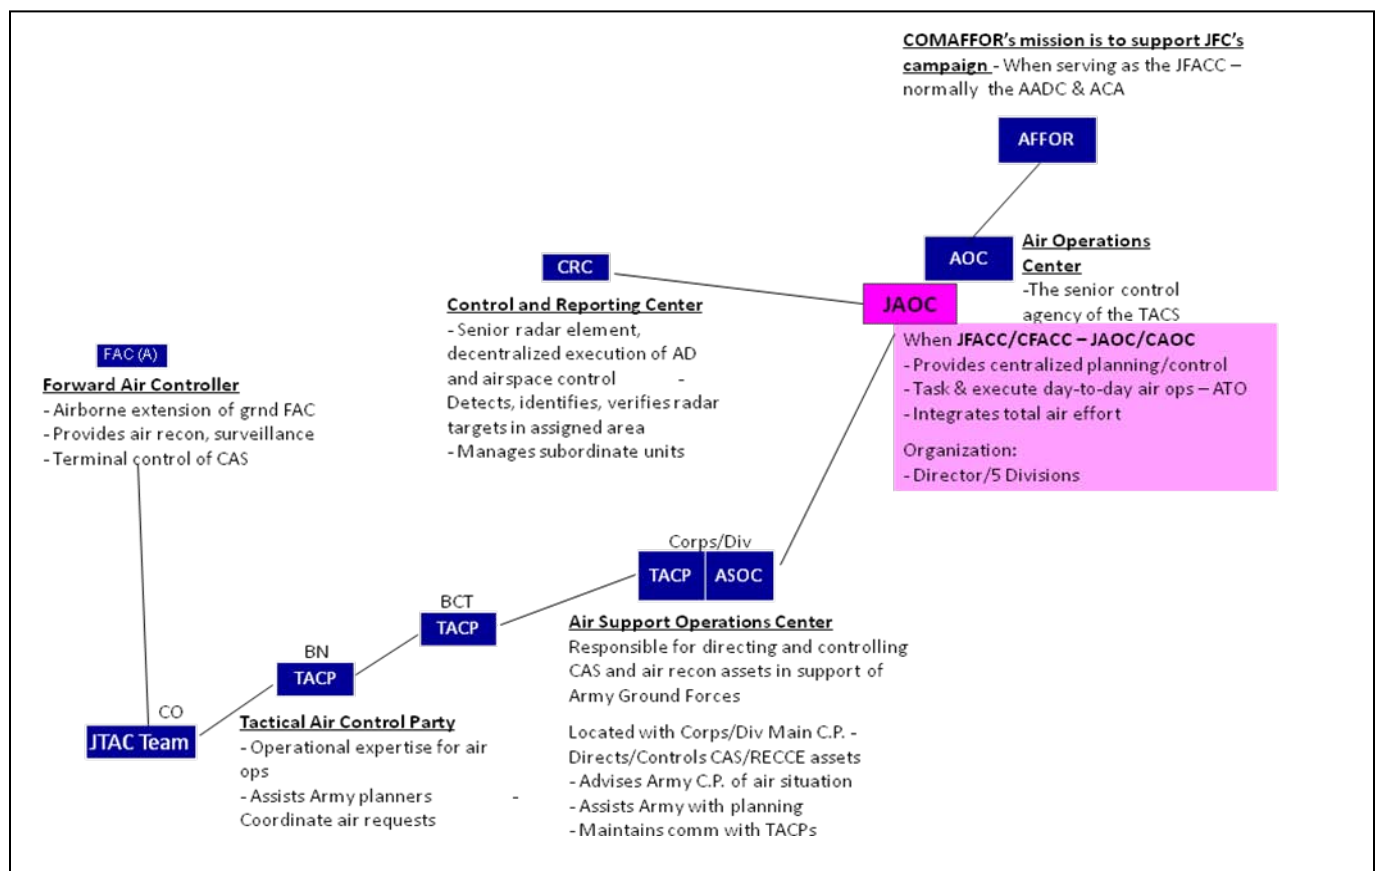 COMAFFOR's mission is to support JFC's
campaign - When serving as the JFACC –
normally the AADC & ACA
AFFOR
AOC
Air Operations
Center
-The senior control
agency of the TACS
JAOC
When JFACC/CFACC – JAOC/CAOC
- Provides centralized planning/control
- Task & execute day-to-day air ops – ATO
- Integrates total air effort
Organization:
- Director/5 Divisions
CRC
Control and Reporting Center
- Senior radar element,
decentralized execution of AD
and airspace control -
Detects, identifies, verifies radar
targets in assigned area
- Manages subordinate units
FAC (A)
Forward Air Controller
- Airborne extension of grnd FAC
- Provides air recon, surveillance
- Terminal control of CAS
Corps/Div
TACP ASOC
Air Support Operations Center
Responsible for directing and controlling
CAS and air recon assets in support of
Army Ground Forces
Located with Corps/Div Main C.P. -
Directs/Controls CAS/RECCE assets
- Advises Army C.P. of air situation
- Assists Army with planning
- Maintains comm with TACPs
BCT
TACP
BN
TACP
Tactical Air Control Party
- Operational expertise for air
ops
- Assists Army planners -
Coordinate air requests
CO
JTAC Team